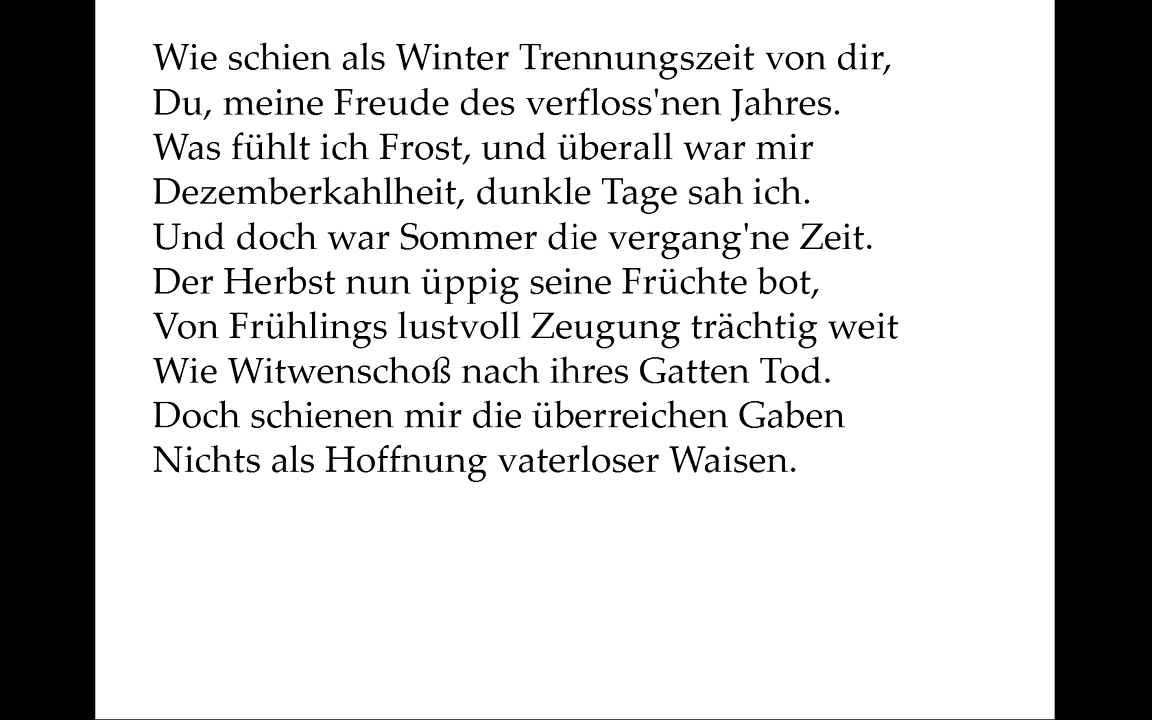 Wie schien als Winter Trennungszeit von dir,
Du, meine Freude des verfloss'nen Jahres.
Was fühlt ich Frost, und überall war mir
Dezemberkahlheit, dunkle Tage sah ich.
Und doch war Sommer die vergang'ne Zeit.
Der Herbst nun üppig seine Früchte bot,
Von Frühlings lustvoll Zeugung trächtig weit
Wie Witwenschoß nach ihres Gatten Tod.
Doch schienen mir die überreichen Gaben
Nichts als Hoffnung vaterloser Waisen.